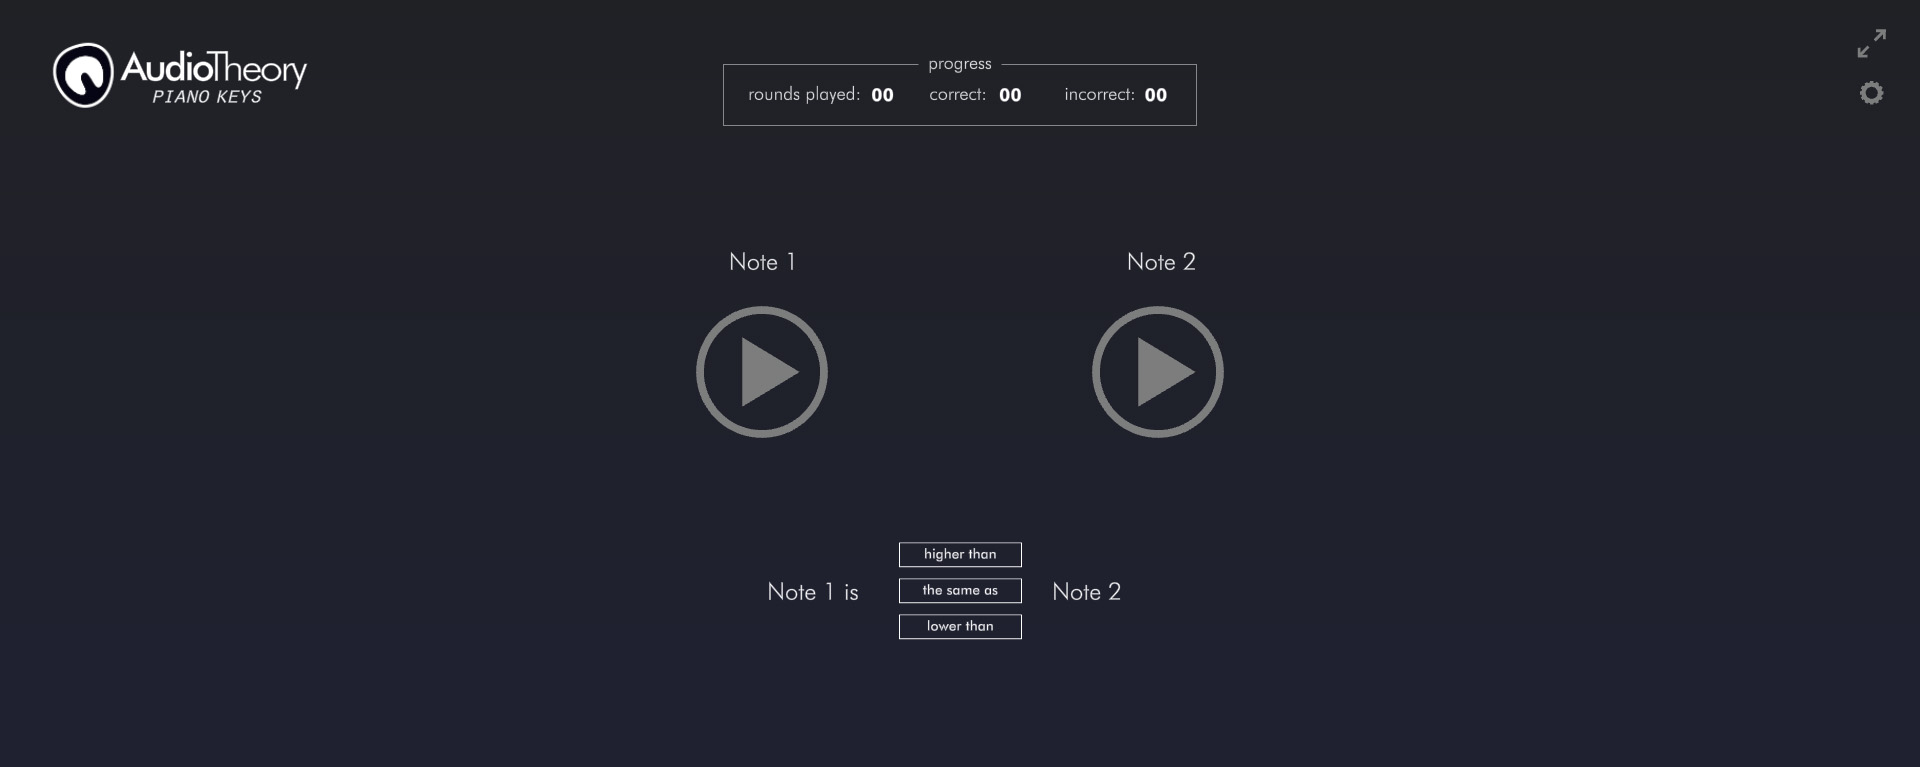 AudioTheory
PIANO KEYS
progress
rounds played: 00 correct: 00 incorrect: 00
Note 1
Note 2
higher than
Note 1 is the same as Note 2
lower than